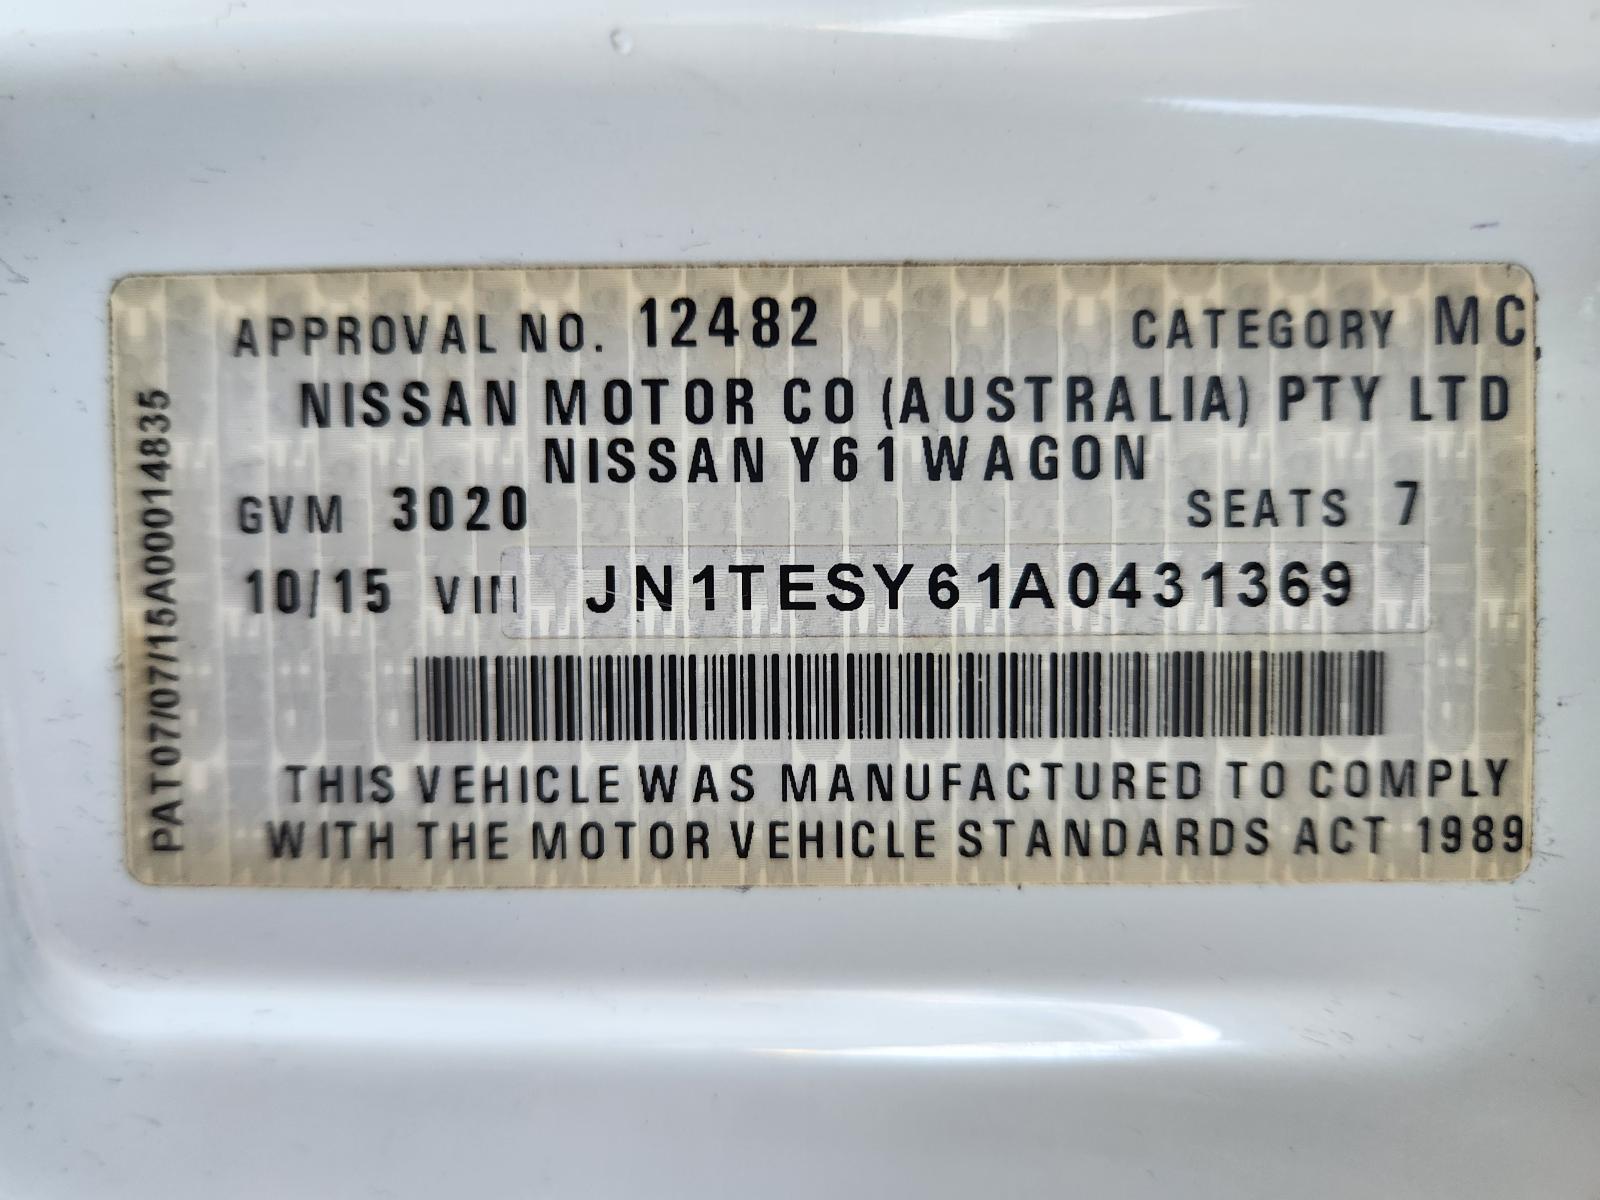 APPROVAL NO. 12482 CATEGORY MC
NISSAN MOTOR CO (AUSTRALIA) PTY LTD
NISSAN Y61 WAGON
GVM 3020 SEATS 7
10/15 VIN JN1TESY61A0431369
THIS VEHICLE WAS MANUFACTURED TO COMPLY
WITH THE MOTOR VEHICLE STANDARDS ACT 1989
PAT07/07/15A00014835